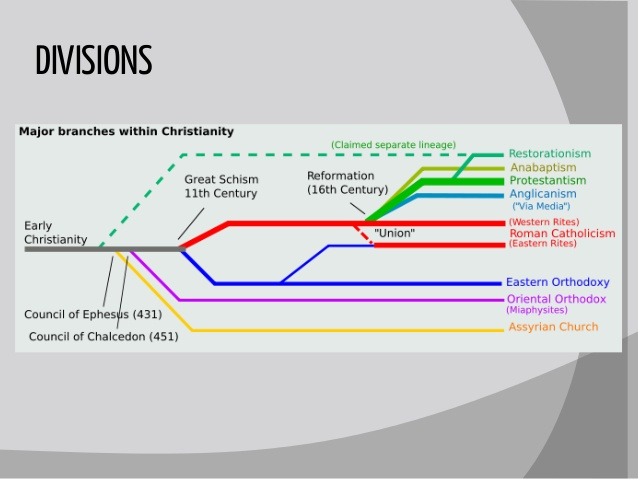 DIVISIONS
Major branches within Christianity
(Claimed separate lineage)
Restorationism
Anabaptism
Protestantism
Anglicanism
("Via Media")
Great Schism
11th Century
Reformation
(16th Century)
Early
Christianity
"Union"
(Western Rites)
Roman Catholicism
(Eastern Rites)
Eastern Orthodoxy
Oriental Orthodox
(Miaphysites)
Assyrian Church
Council of Ephesus (431)
Council of Chalcedon (451)